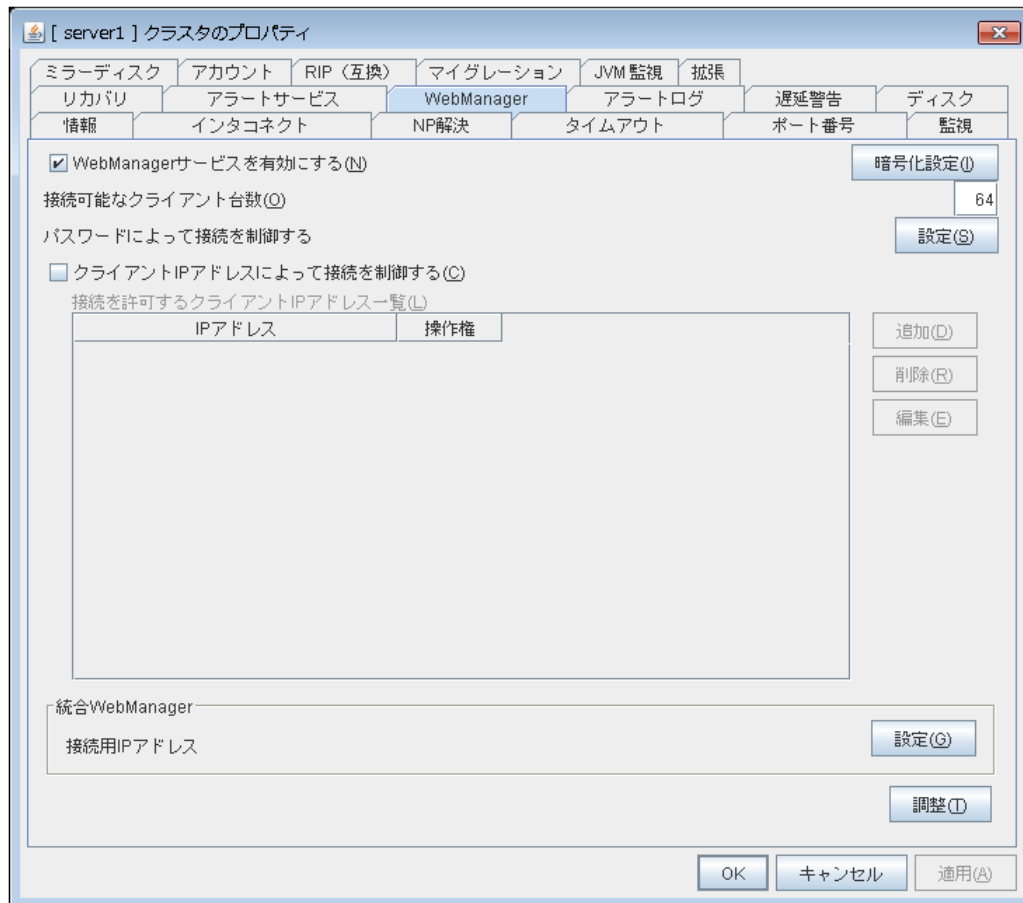 [ server1 ] クラスタのプロパティ
ミラーディスク アカウント RIP（互換） マイグレーション JVM監視 拡張
リカバリ アラートサービス WebManager アラートログ 遅延警告 ディスク
情報 インタコネクト NP解決 タイムアウト ポート番号 監視
WebManagerサービスを有効にする(N) 暗号化設定(I)
接続可能なクライアント台数(O) 64
パスワードによって接続を制御する 設定(S)
クライアントIPアドレスによって接続を制御する(C)
接続を許可するクライアントIPアドレス一覧(L)
IPアドレス 操作権 追加(D)
削除(R)
編集(E)
統合WebManager
接続用IPアドレス 設定(G)
調整(T)
OK キャンセル 適用(A)